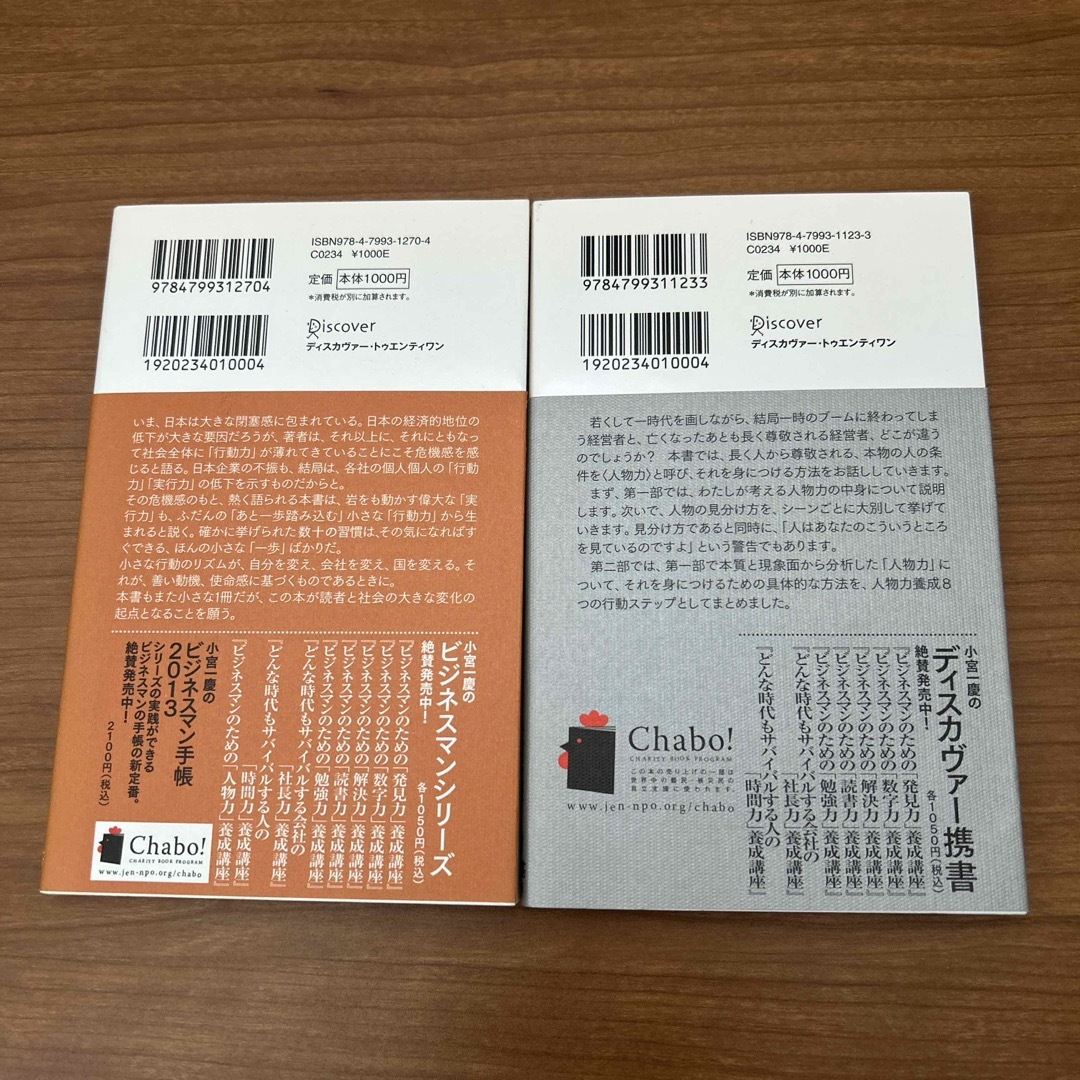 ISBN978-4-7993-1270-4
C0234 ¥1000E
定価 本体1000円
*消費税が別に加算されます。
9784799312704
1920234010004
Discover
ディスカヴァー・トゥエンティワン
いま、日本は大きな閉塞感に包まれている。日本の経済的地位の
低下が大きな要因だろうが、著者は、それ以上に、それにともなっ
て社会全体に「行動力」が薄れてきていることにこそ危機感を感
じると語る。日本企業の不振も、結局は、各社の個人個人の「行動
力」「実行力」の低下を示すものだからと。
その危機感のもと、熱く語られる本書は、岩をも動かす偉大な「実
行力」も、ふだんの「あと一歩踏み込む」小さな「行動力」から生
まれると説く。確かに挙げられた数十の習慣は、その気になればす
ぐできる、ほんの小さな「一歩」ばかりだ。
小さな行動のリズムが、自分を変え、会社を変え、国を変える。そ
れが、善い動機、使命感に基づくものであるときに。
本書もまた小さな1冊だが、この本が読者と社会の大きな変化の
起点となることを願う。
小宮一慶の
ビジネスマンシリーズ
絶賛発売中!
各1050円(税込)
『ビジネスマンのための「発見力」養成講座』
『ビジネスマンのための「数字力」養成講座』
『ビジネスマンのための「解決力」養成講座』
『ビジネスマンのための「読書力」養成講座』
『ビジネスマンのための「勉強力」養成講座』
『どんな時代もサバイバルする会社の
「社長力」養成講座』
『どんな時代もサバイバルする人の
「時間力」養成講座』
『ビジネスマンのための「人物力」養成講座』
小宮一慶の
ビジネスマン手帳
2013
シリーズの実践ができる
ビジネスマンの手帳の新定番。
絶賛発売中!
2100円(税込)
Chabo!
CHARITY BOOK PROGRAM
www.jen-npo.org/chabo
ISBN978-4-7993-1123-3
C0234 ¥1000E
定価 本体1000円
*消費税が別に加算されます。
9784799311233
1920234010004
Discover
ディスカヴァー・トゥエンティワン
若くして一時代を画しながら、結局一時のブームに終わってしま
う経営者と、亡くなったあとも長く尊敬される経営者、どこが違う
のでしょうか? 本書では、長く人から尊敬される、本物の人の条
件を〈人物力〉と呼び、それを身につける方法をお話ししていきます。
まず、第一部では、わたしが考える人物力の中身について説明
します。次いで、人物の見分け方を、シーンごとに大別して挙げて
いきます。見分け方であると同時に、「人はあなたのこういうところ
を見ているのですよ」という警告でもあります。
第二部では、第一部で本質と現象面から分析した「人物力」に
ついて、それを身につけるための具体的な方法を、人物力養成8
つの行動ステップとしてまとめました。
小宮一慶の
ディスカヴァー携書
絶賛発売中!
各1050円(税込)
『ビジネスマンのための「発見力」養成講座』
『ビジネスマンのための「数字力」養成講座』
『ビジネスマンのための「解決力」養成講座』
『ビジネスマンのための「読書力」養成講座』
『ビジネスマンのための「勉強力」養成講座』
『どんな時代もサバイバルする会社の
「社長力」養成講座』
『どんな時代もサバイバルする人の
「時間力」養成講座』
Chabo!
CHARITY BOOK PROGRAM
この本の売り上げの一部は
世界中の難民・被災民の
自立支援に使われます。
www.jen-npo.org/chabo